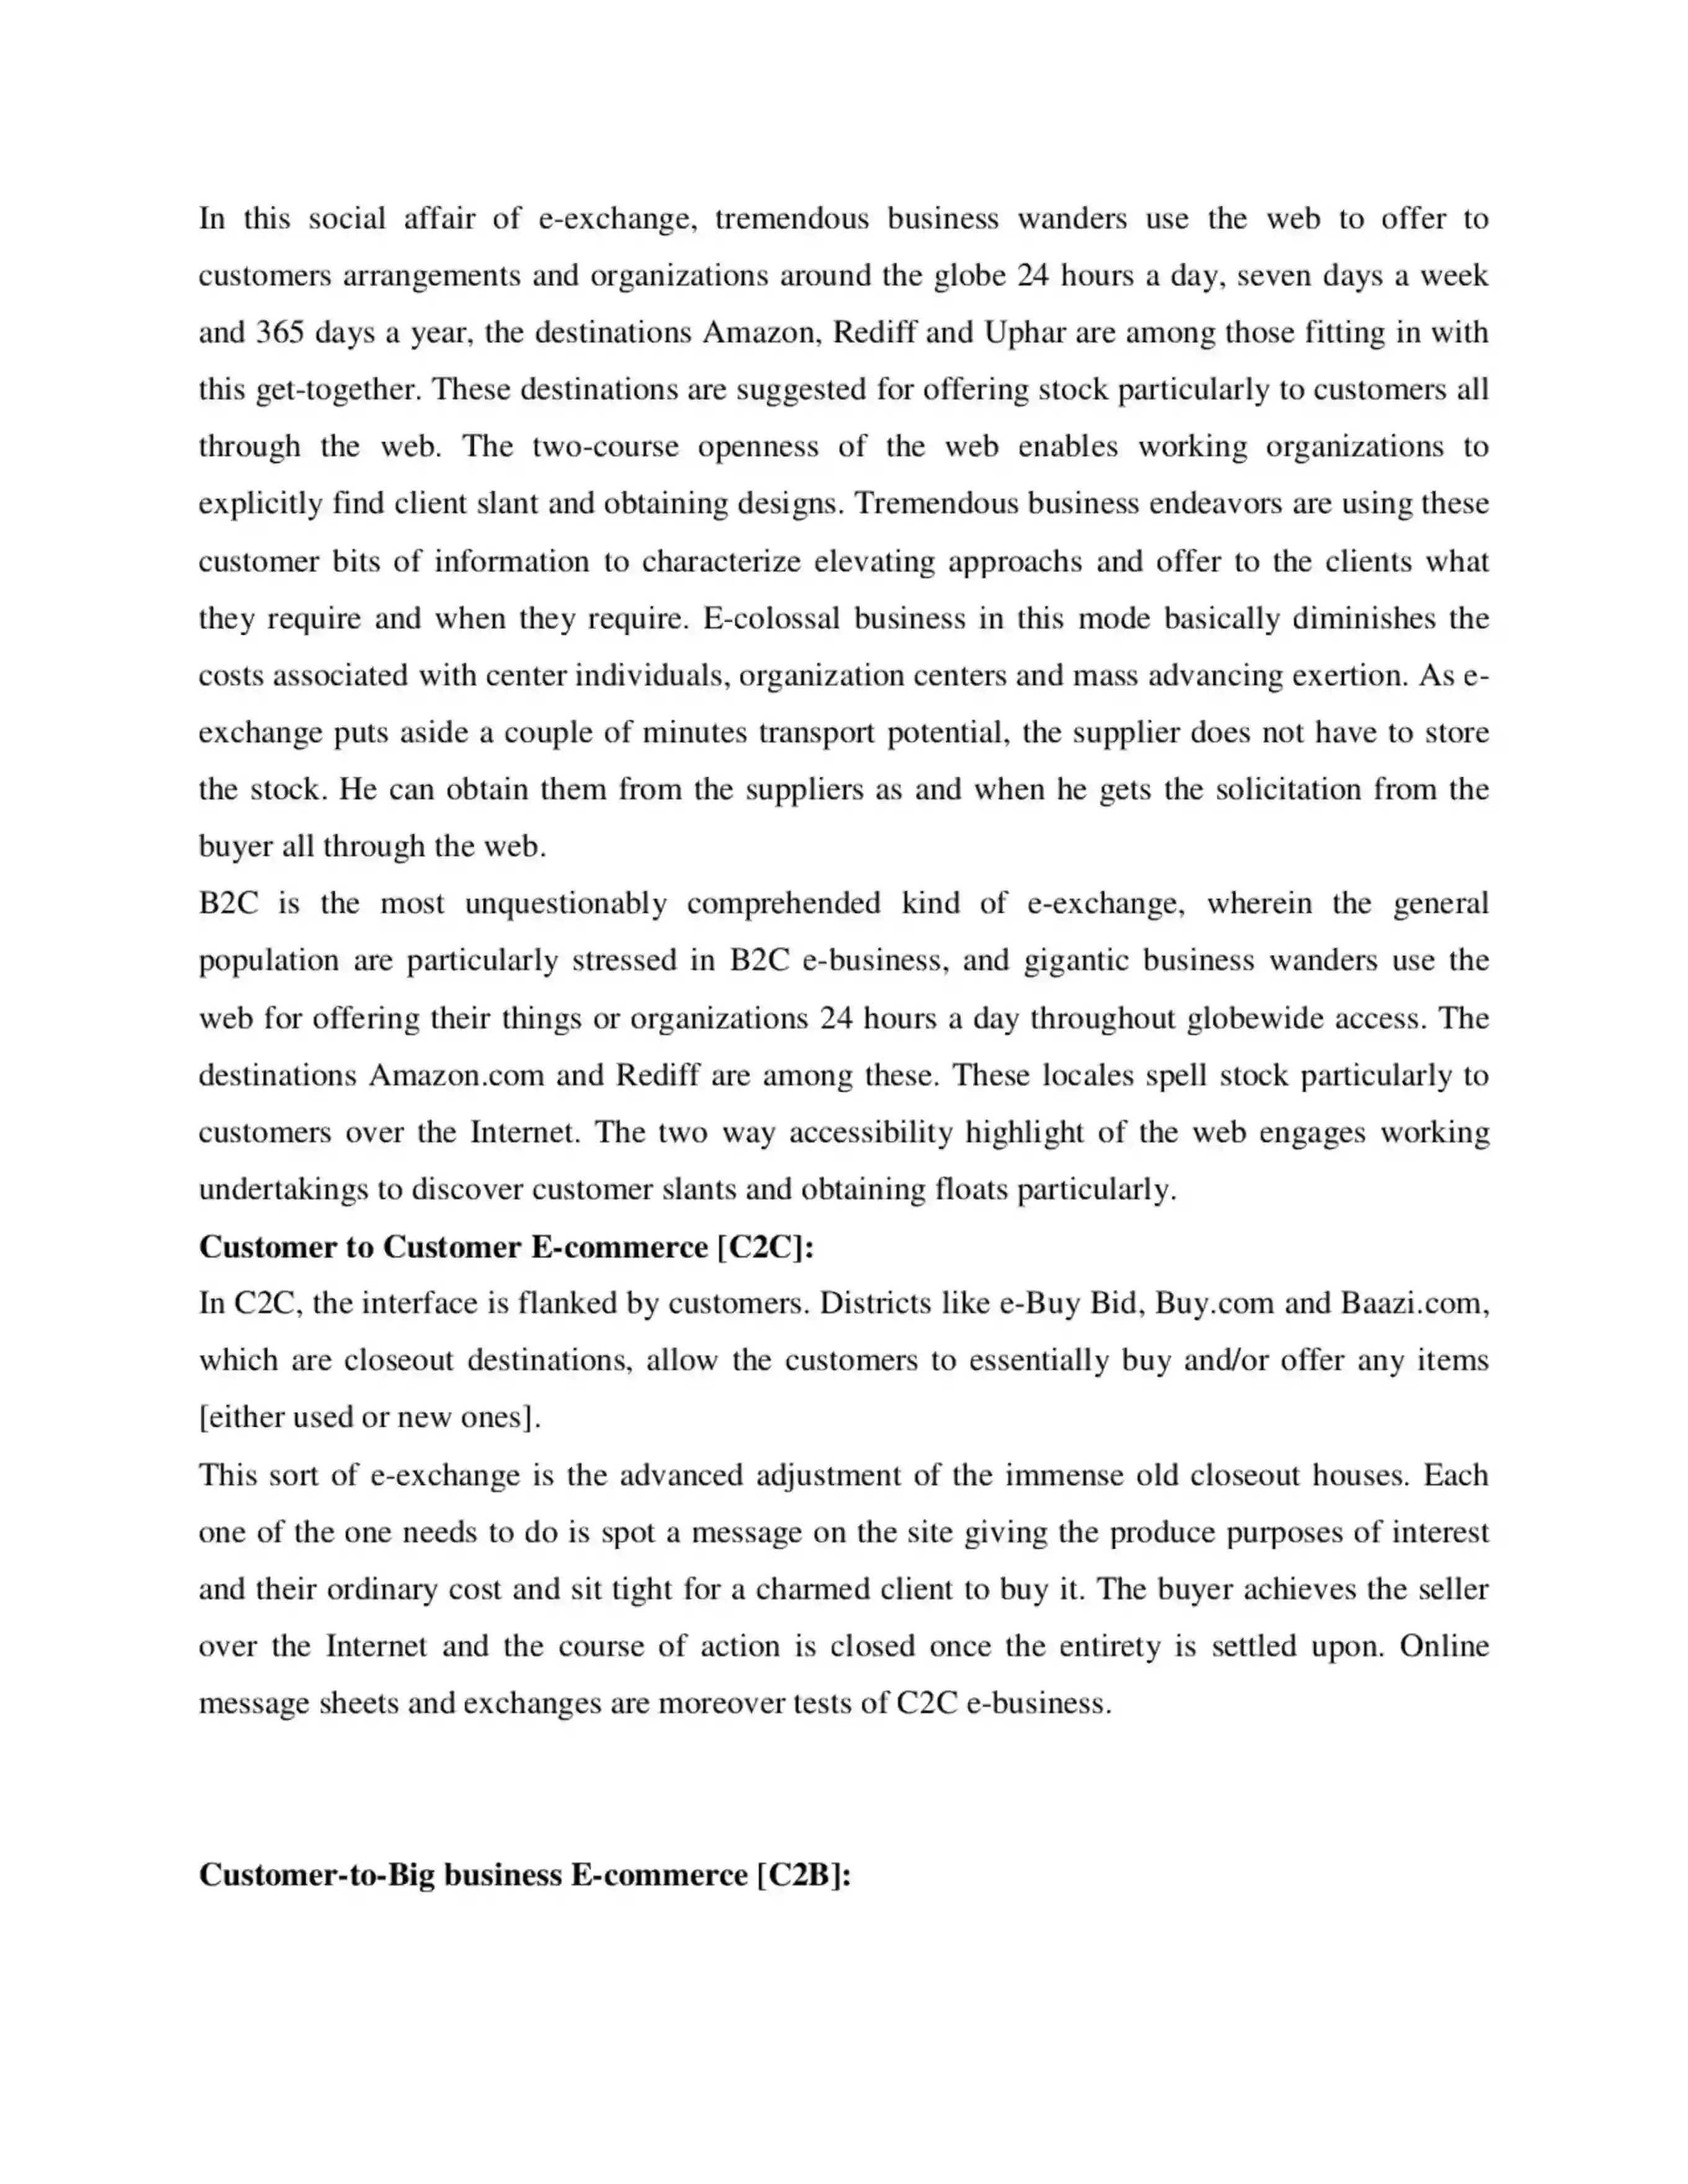 In this social affair of e-exchange, tremendous business wanders use the web to offer to
customers arrangements and organizations around the globe 24 hours a day, seven days a week
and 365 days a year, the destinations Amazon, Rediff and Uphar are among those fitting in with
this get-together. These destinations are suggested for offering stock particularly to customers all
through the web. The two-course openness of the web enables working organizations to
explicitly find client slant and obtaining designs. Tremendous business endeavors are using these
customer bits of information to characterize elevating approachs and offer to the clients what
they require and when they require. E-colossal business in this mode basically diminishes the
costs associated with center individuals, organization centers and mass advancing exertion. As e-
exchange puts aside a couple of minutes transport potential, the supplier does not have to store
the stock. He can obtain them from the suppliers as and when he gets the solicitation from the
buyer all through the web.
B2C is the most unquestionably comprehended kind of e-exchange, wherein the general
population are particularly stressed in B2C e-business, and gigantic business wanders use the
web for offering their things or organizations 24 hours a day throughout globewide access. The
destinations Amazon.com and Rediff are among these. These locales spell stock particularly to
customers over the Internet. The two way accessibility highlight of the web engages working
undertakings to discover customer slants and obtaining floats particularly.
Customer to Customer E-commerce [C2C]:
In C2C, the interface is flanked by customers. Districts like e-Buy Bid, Buy.com and Baazi.com,
which are closeout destinations, allow the customers to essentially buy and/or offer any items
[either used or new ones].
This sort of e-exchange is the advanced adjustment of the immense old closeout houses. Each
one of the one needs to do is spot a message on the site giving the produce purposes of interest
and their ordinary cost and sit tight for a charmed client to buy it. The buyer achieves the seller
over the Internet and the course of action is closed once the entirety is settled upon. Online
message sheets and exchanges are moreover tests of C2C e-business.
Customer-to-Big business E-commerce [C2B]: